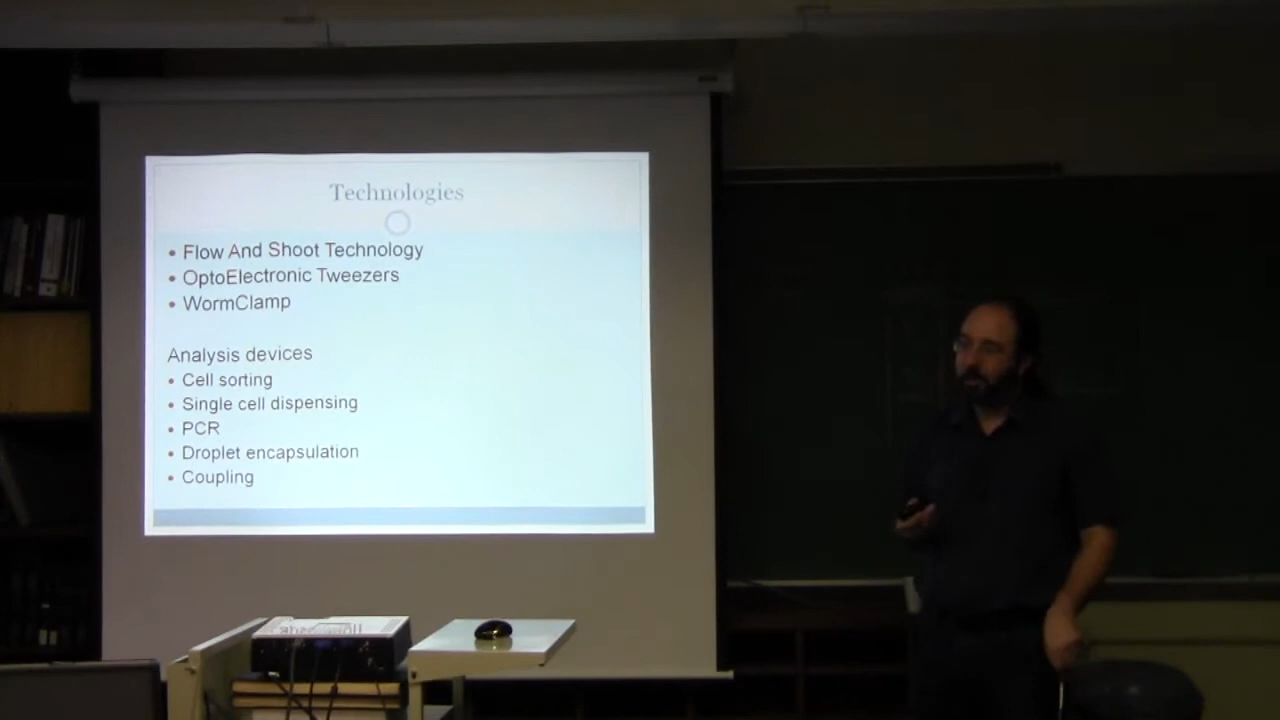 Technologies
• Flow And Shoot Technology
• OptoElectronic Tweezers
• WormClamp
Analysis devices
• Cell sorting
• Single cell dispensing
• PCR
• Droplet encapsulation
• Coupling